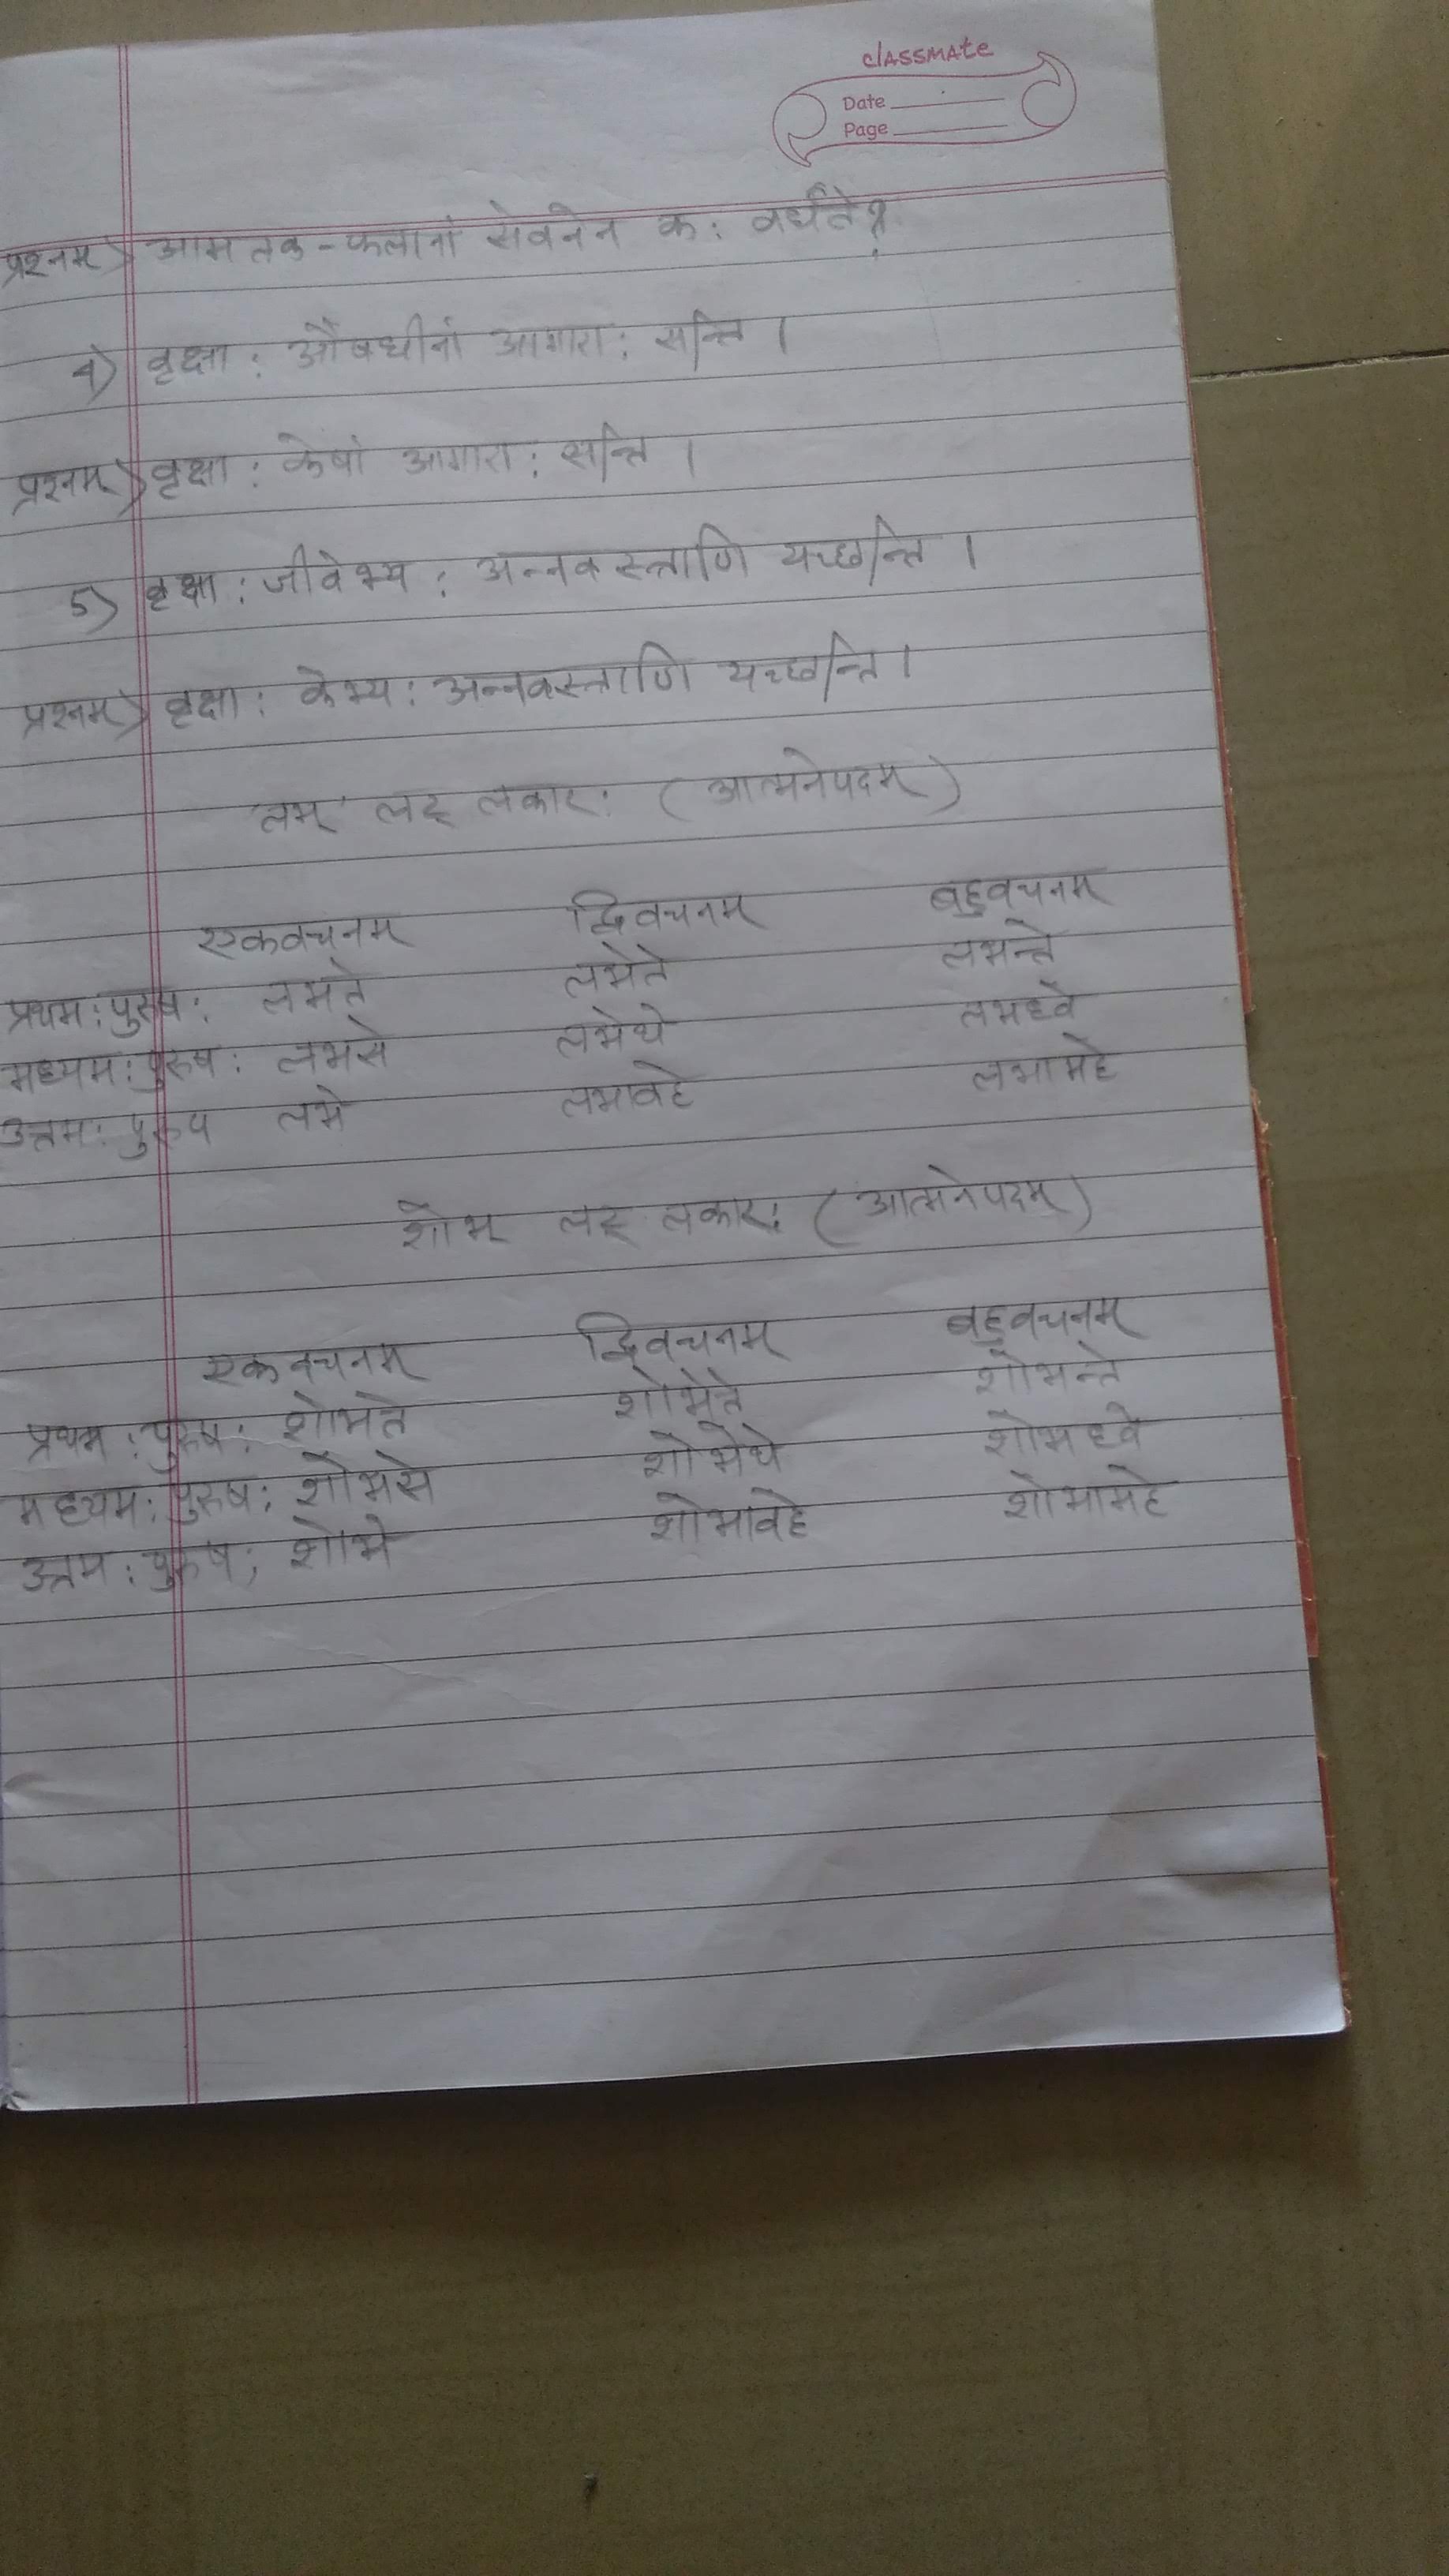 classmate
Date
Page
प्रश्नम् > आमलक-फलानां सेवनेन कः वर्धते?
4) वृक्षाः औषधीनां आगाराः सन्ति ।
प्रश्नम् > वृक्षाः केषां आगाराः सन्ति ।
5) वृक्षाः जीवेभ्यः अन्नवस्त्राणि यच्छन्ति ।
प्रश्नम् > वृक्षाः केभ्यः अन्नवस्त्राणि यच्छन्ति ।
'लभ्' लट् लकारः (आत्मनेपदम्)
एकवचनम् द्विवचनम् बहुवचनम्
प्रथमःपुरुषः लभते लभेते लभन्ते
मध्यमःपुरुषः लभसे लभेथे लभध्वे
उत्तमःपुरुष लभे लभावहे लभामहे
शोभ् लट् लकारः (आत्मनेपदम्)
एकवचनम् द्विवचनम् बहुवचनम्
प्रथमःपुरुषः शोभते शोभेते शोभन्ते
मध्यमःपुरुषः शोभसे शोभेथे शोभध्वे
उत्तमःपुरुषः शोभे शोभावहे शोभामहे